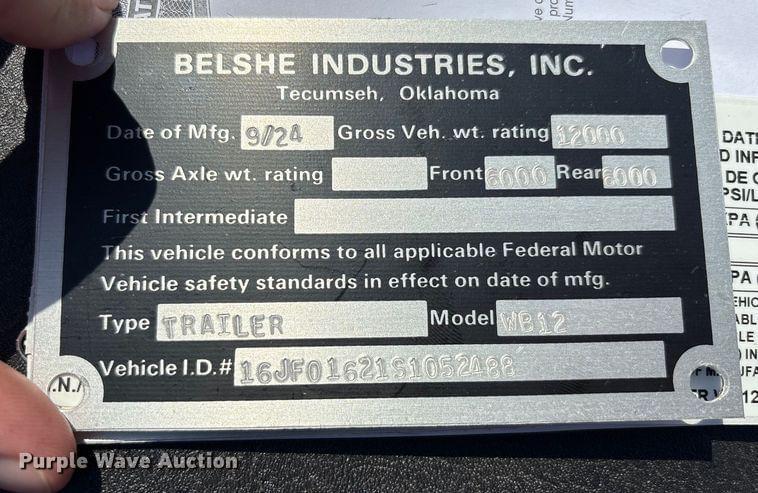 BELSHE INDUSTRIES, INC.
Tecumseh, Oklahoma
Date of Mfg. 9/24 Gross Veh. wt. rating 12000
Gross Axle wt. rating Front 6000 Rear 6000
First Intermediate
This vehicle conforms to all applicable Federal Motor
Vehicle safety standards in effect on date of mfg.
Type TRAILER Model WB12
Vehicle I.D.# 16JF01621S1052488
Purple Wave Auction